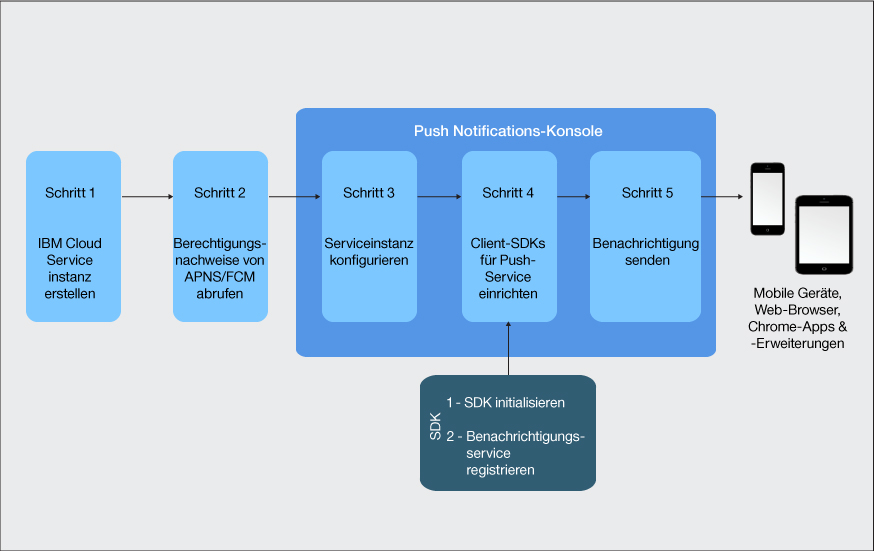 Push Notifications-Konsole
Schritt 1
IBM Cloud
Service
instanz
erstellen
Schritt 2
Berechtigungs-
nachweise von
APNS/FCM
abrufen
Schritt 3
Serviceinstanz
konfigurieren
Schritt 4
Client-SDKs
für Push-
Service
einrichten
Schritt 5
Benachrichtigung
senden
Mobile Geräte,
Web-Browser,
Chrome-Apps &
-Erweiterungen
SDK
1 - SDK initialisieren
2 - Benachrichtigungs-
service
registrieren